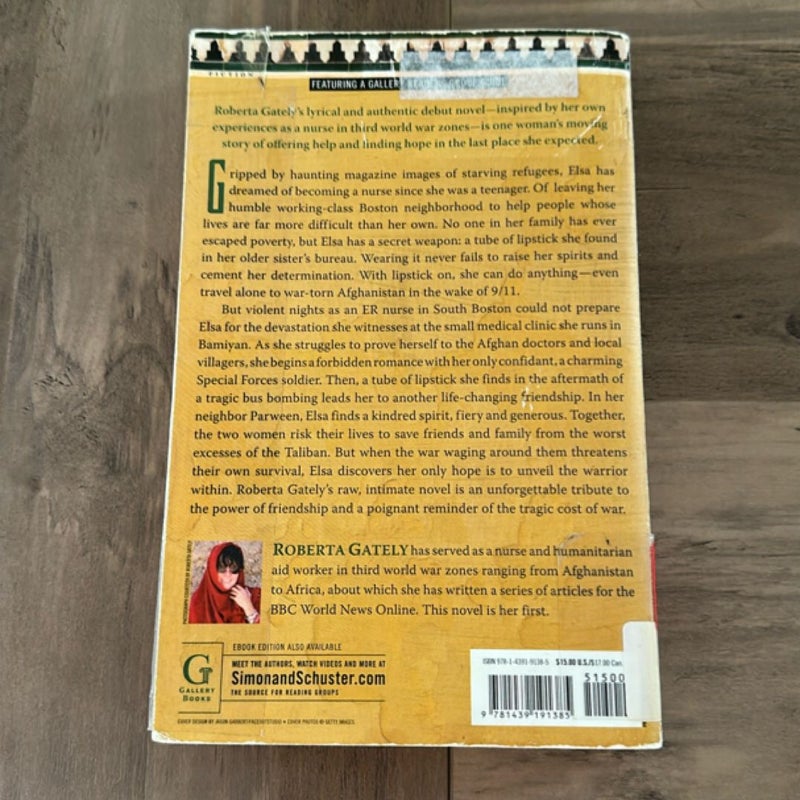 FICTION
FEATURING A GALLERY
Roberta Gately's lyrical and authentic debut novel—inspired by her own
experiences as a nurse in third world war zones—is one woman's moving
story of offering help and finding hope in the last place she expected.
Gripped by haunting magazine images of starving refugees, Elsa has
dreamed of becoming a nurse since she was a teenager. Of leaving her
humble working-class Boston neighborhood to help people whose
lives are far more difficult than her own. No one in her family has ever
escaped poverty, but Elsa has a secret weapon: a tube of lipstick she found
in her older sister's bureau. Wearing it never fails to raise her spirits and
cement her determination. With lipstick on, she can do anything—even
travel alone to war-torn Afghanistan in the wake of 9/11.
But violent nights as an ER nurse in South Boston could not prepare
Elsa for the devastation she witnesses at the small medical clinic she runs in
Bamiyan. As she struggles to prove herself to the Afghan doctors and local
villagers, she begins a forbidden romance with her only confidant, a charming
Special Forces soldier. Then, a tube of lipstick she finds in the aftermath of
a tragic bus bombing leads her to another life-changing friendship. In her
neighbor Parween, Elsa finds a kindred spirit, fiery and generous. Together,
the two women risk their lives to save friends and family from the worst
excesses of the Taliban. But when the war waging around them threatens
their own survival, Elsa discovers her only hope is to unveil the warrior
within. Roberta Gately's raw, intimate novel is an unforgettable tribute to
the power of friendship and a poignant reminder of the tragic cost of war.
ROBERTA GATELY has served as a nurse and humanitarian
aid worker in third world war zones ranging from Afghanistan
to Africa, about which she has written a series of articles for the
BBC World News Online. This novel is her first.
EBOOK EDITION ALSO AVAILABLE
MEET THE AUTHORS, WATCH VIDEOS AND MORE AT
SimonandSchuster.com
THE SOURCE FOR READING GROUPS
G
GALLERY
BOOKS
ISBN 978-1-4391-9138-5 $15.00 U.S./$17.00 Can.
51500
9 781439 191385
COVER PHOTOS © GETTY IMAGES